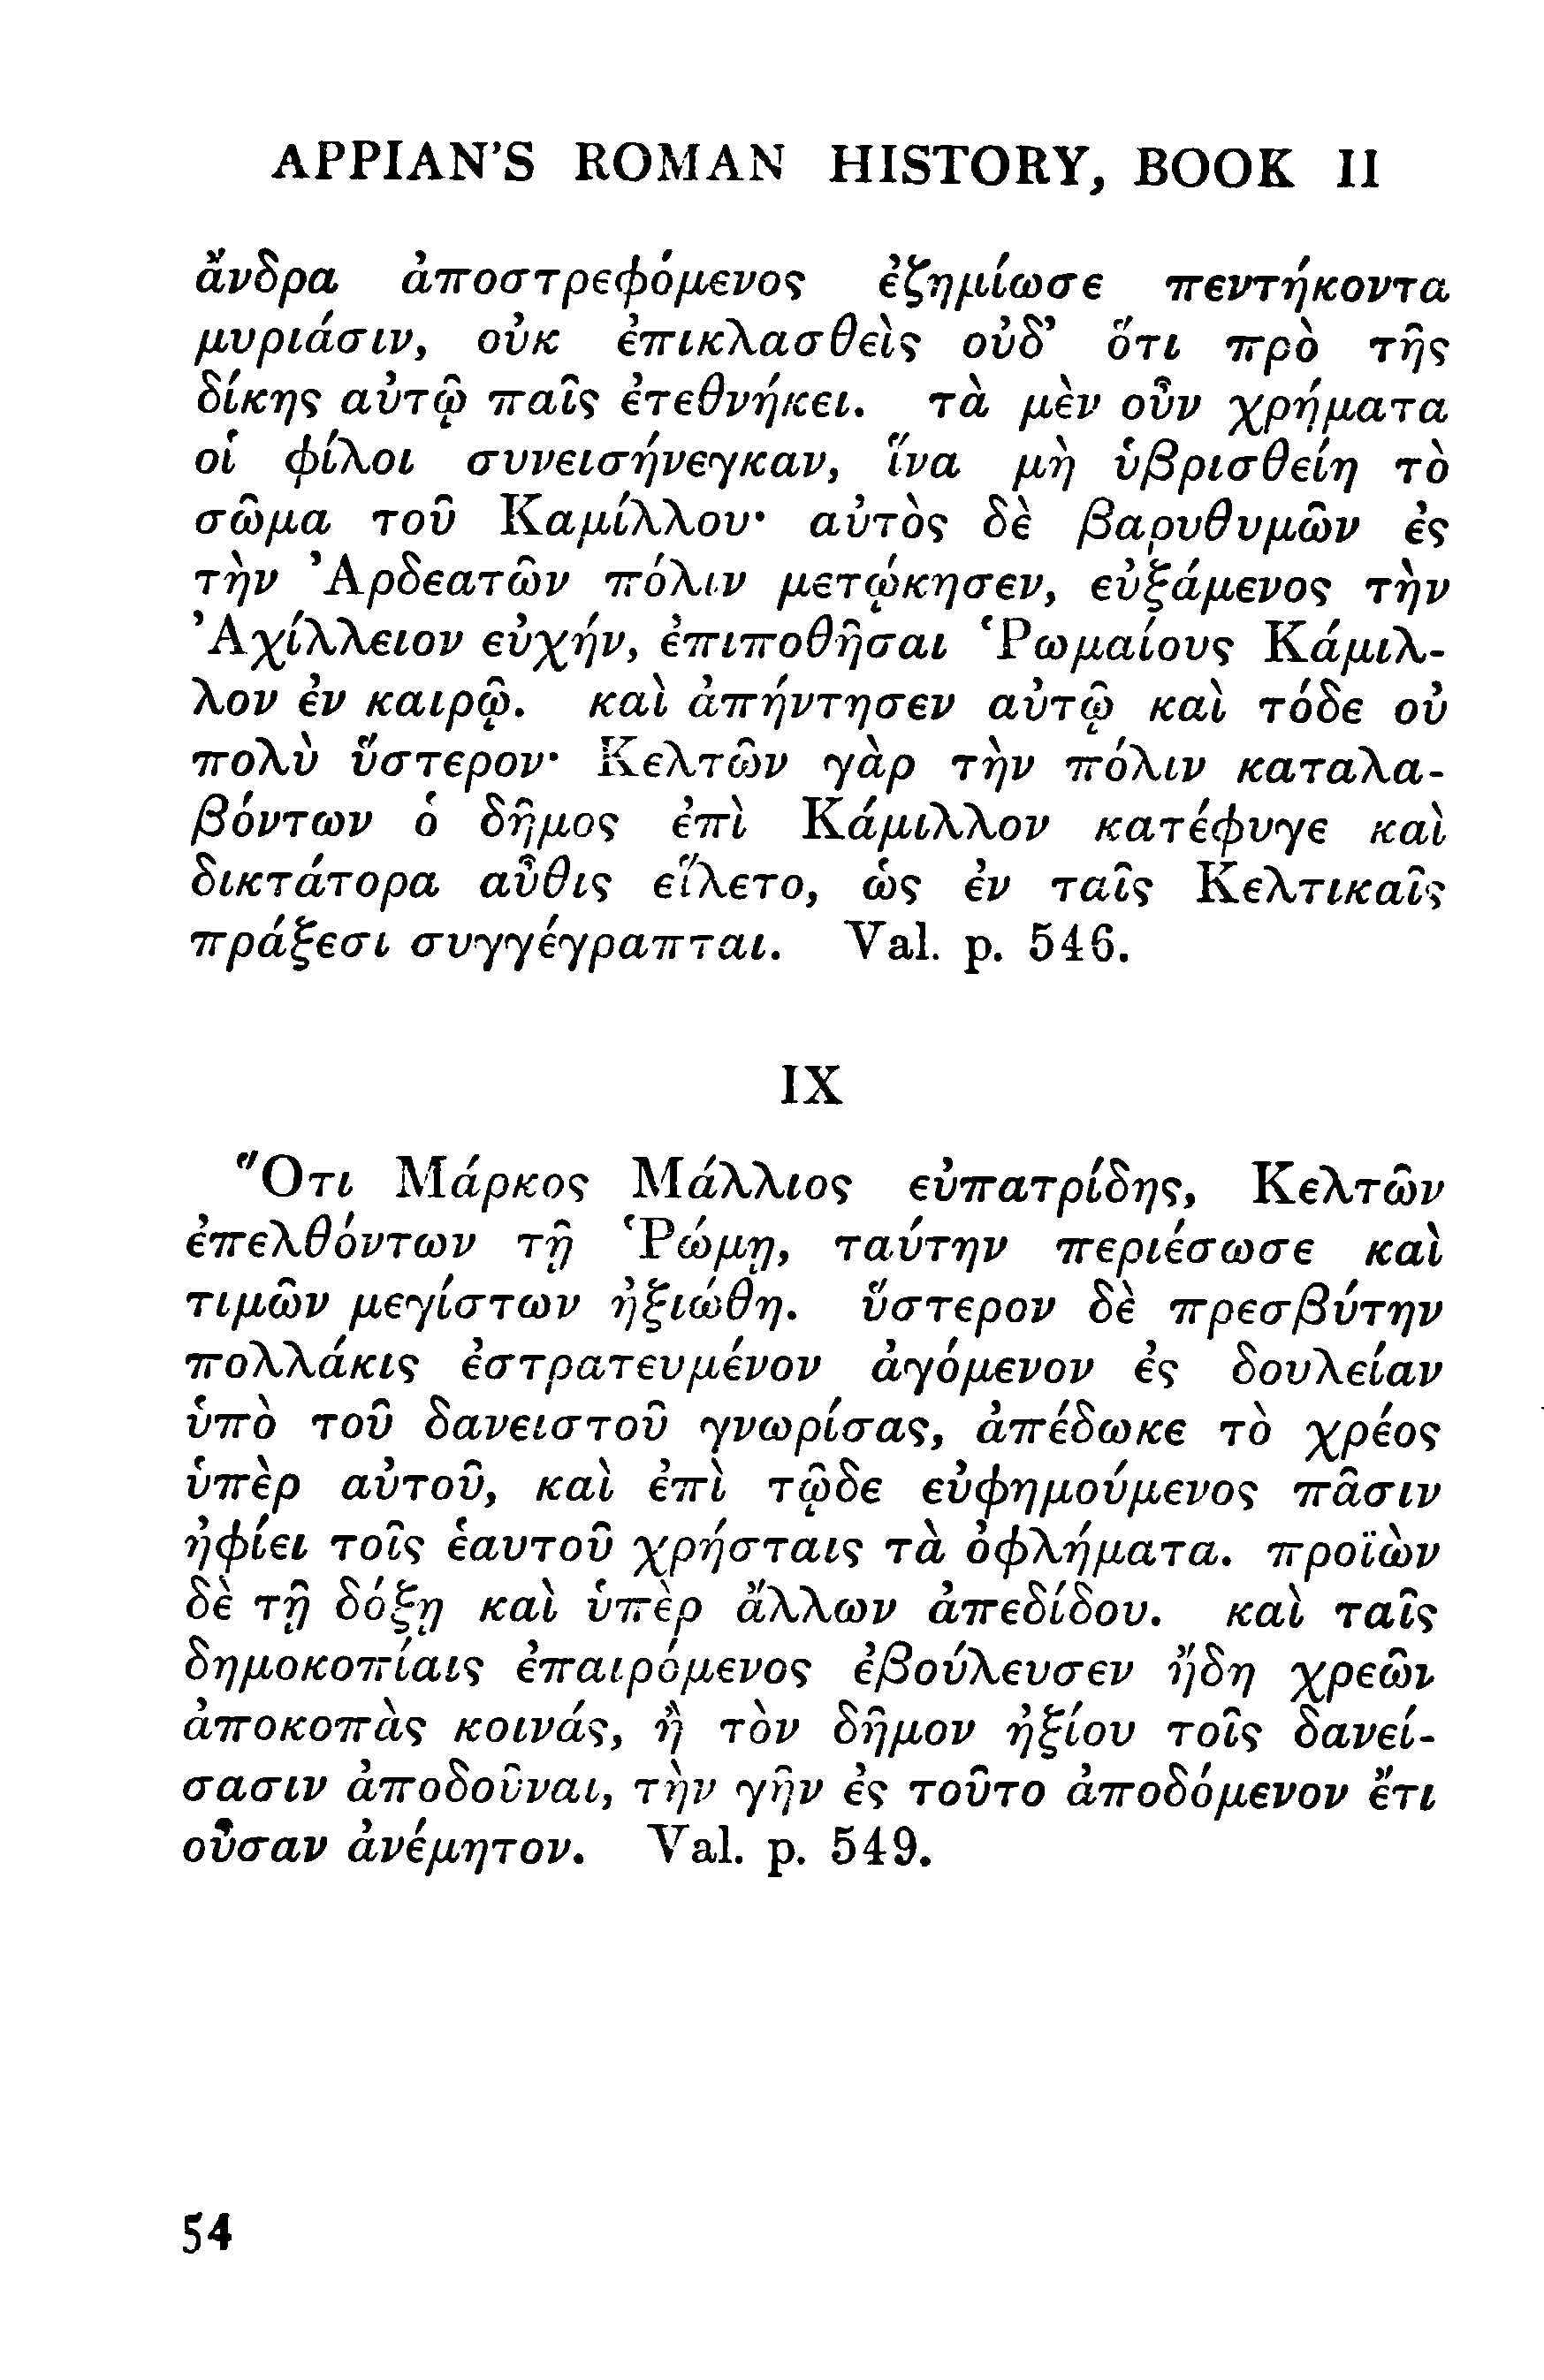 APPIAN'S ROMAN HISTORY, BOOK II
ἄνδρα ἀποστρεφόμενος ἐζημίωσε πεντήκοντα
μυριάσιν, οὐκ ἐπικλασθεὶς οὐδ' ὅτι πρὸ τῆς
δίκης αὐτῷ παῖς ἐτεθνήκει. τὰ μὲν οὖν χρήματα
οἱ φίλοι συνεισήνεγκαν, ἵνα μὴ ὑβρισθείη τὸ
σῶμα τοῦ Καμίλλου· αὐτὸς δὲ βαρυθυμῶν ἐς
τὴν Ἀρδεατῶν πόλιν μετῴκησεν, εὐξάμενος τὴν
Ἀχίλλειον εὐχήν, ἐπιποθῆσαι Ῥωμαίους Κάμιλ-
λον ἐν καιρῷ. καὶ ἀπήντησεν αὐτῷ καὶ τόδε οὐ
πολὺ ὕστερον· Κελτῶν γὰρ τὴν πόλιν καταλα-
βόντων ὁ δῆμος ἐπὶ Κάμιλλον κατέφυγε καὶ
δικτάτορα αὖθις εἵλετο, ὡς ἐν ταῖς Κελτικαῖς
πράξεσι συγγέγραπται. Val. p. 546.
IX
Ὅτι Μάρκος Μάλλιος εὐπατρίδης, Κελτῶν
ἐπελθόντων τῇ Ῥώμῃ, ταύτην περιέσωσε καὶ
τιμῶν μεγίστων ἠξιώθη. ὕστερον δὲ πρεσβύτην
πολλάκις ἐστρατευμένον ἀγόμενον ἐς δουλείαν
ὑπὸ τοῦ δανειστοῦ γνωρίσας, ἀπέδωκε τὸ χρέος
ὑπὲρ αὐτοῦ, καὶ ἐπὶ τῷδε εὐφημούμενος πᾶσιν
ἠφίει τοῖς ἑαυτοῦ χρήσταις τὰ ὀφλήματα. προϊὼν
δὲ τῇ δόξῃ καὶ ὑπὲρ ἄλλων ἀπεδίδου. καὶ ταῖς
δημοκοπίαις ἐπαιρόμενος ἐβούλευσεν ἤδη χρεῶν
ἀποκοπὰς κοινάς, ἢ τὸν δῆμον ἠξίου τοῖς δανεί-
σασιν ἀποδοῦναι, τὴν γῆν ἐς τοῦτο ἀποδόμενον ἔτι
οὖσαν ἀνέμητον. Val. p. 549.
54